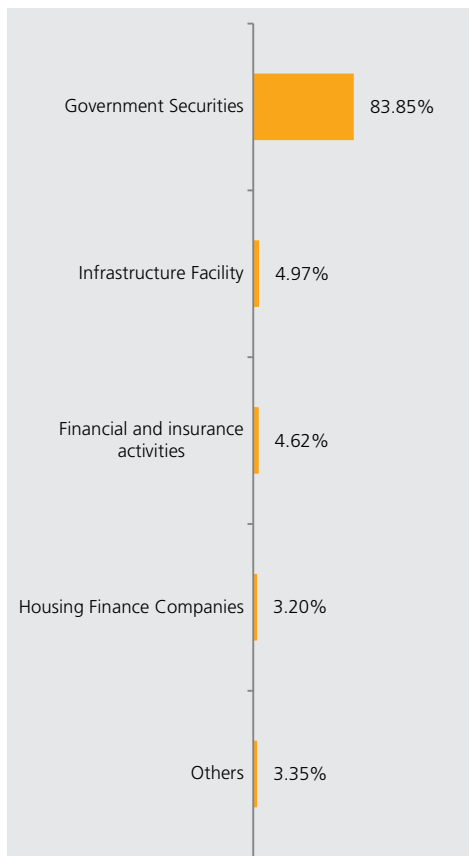 Government Securities 83.85%
Infrastructure Facility 4.97%
Financial and insurance
activities 4.62%
Housing Finance Companies 3.20%
Others 3.35%